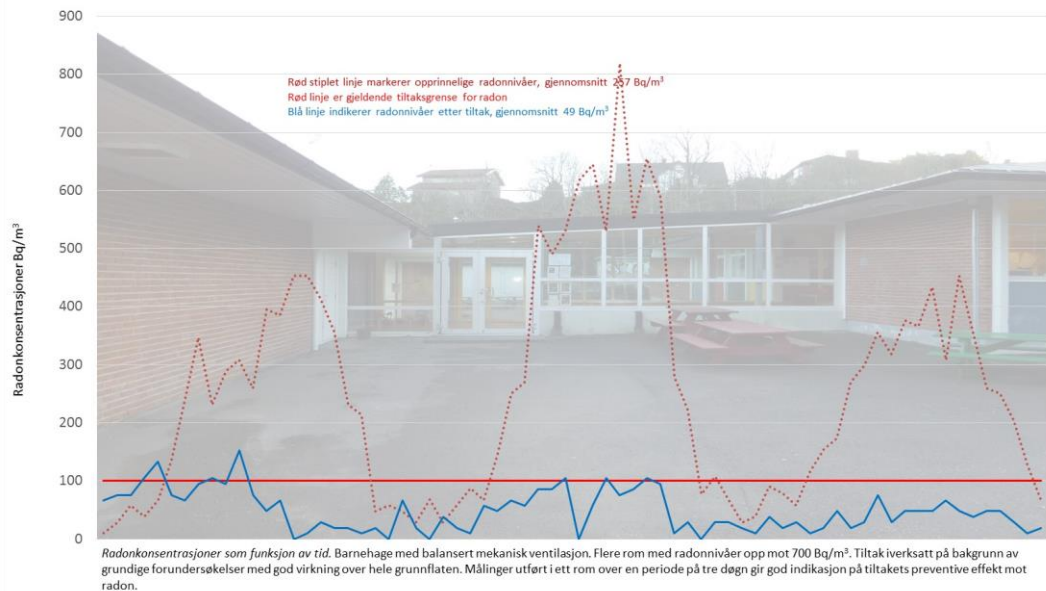 900
Rød stiplet linje markerer opprinnelige radonnivåer, gjennomsnitt 257 Bq/m³
800
Rød linje er gjeldende tiltaksgrense for radon
Blå linje indikerer radonnivåer etter tiltak, gjennomsnitt 49 Bq/m³
700
600
500
400
300
200
100
0
Radonkonsentrasjoner Bq/m³
Radonkonsentrasjoner som funksjon av tid. Barnehage med balansert mekanisk ventilasjon. Flere rom med radonnivåer opp mot 700 Bq/m³. Tiltak iverksatt på bakgrunn av
grundige forundersøkelser med god virkning over hele grunnflaten. Målinger utført i ett rom over en periode på tre døgn gir god indikasjon på tiltakets preventive effekt mot
radon.